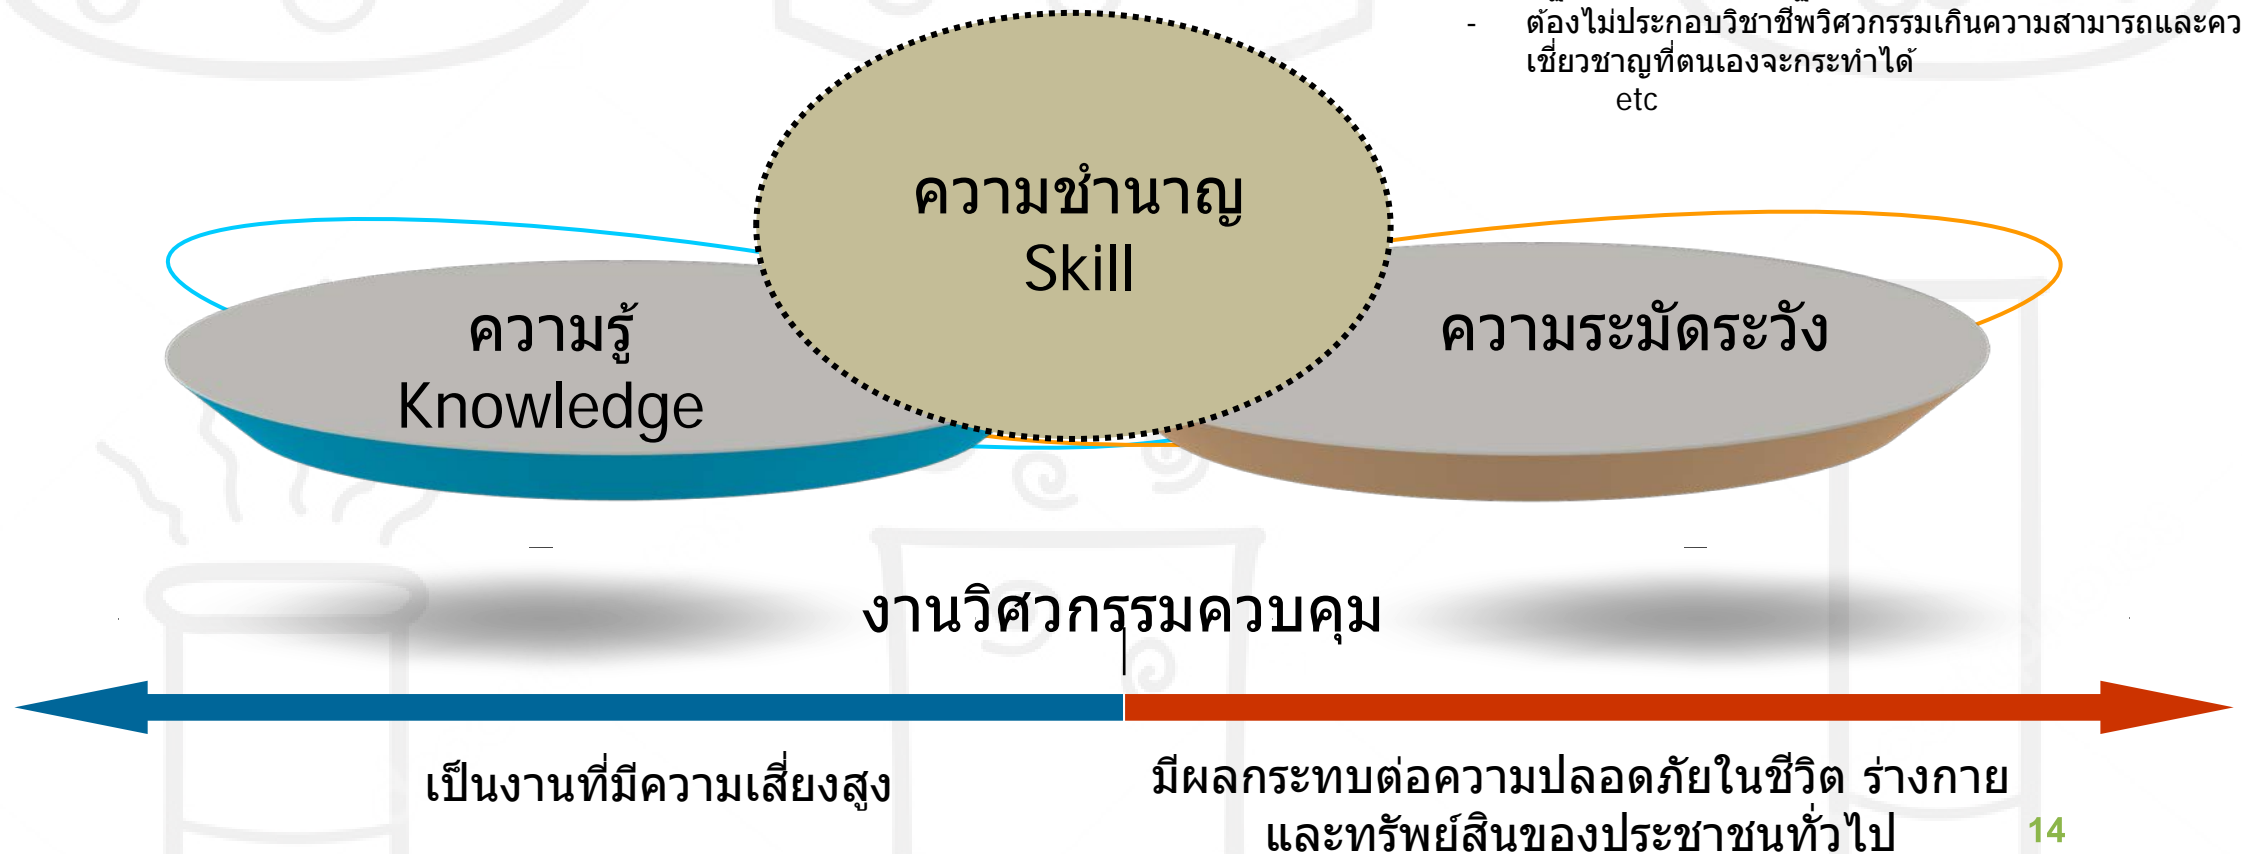 - ต้องไม่ประกอบวิชาชีพวิศวกรรมเกินความสามารถและคว
เชี่ยวชาญที่ตนเองจะกระทำได้
etc
ความชำนาญ
Skill
ความรู้
Knowledge
ความระมัดระวัง
งานวิศวกรรมควบคุม
เป็นงานที่มีความเสี่ยงสูง
มีผลกระทบต่อความปลอดภัยในชีวิต ร่างกาย
และทรัพย์สินของประชาชนทั่วไป
14